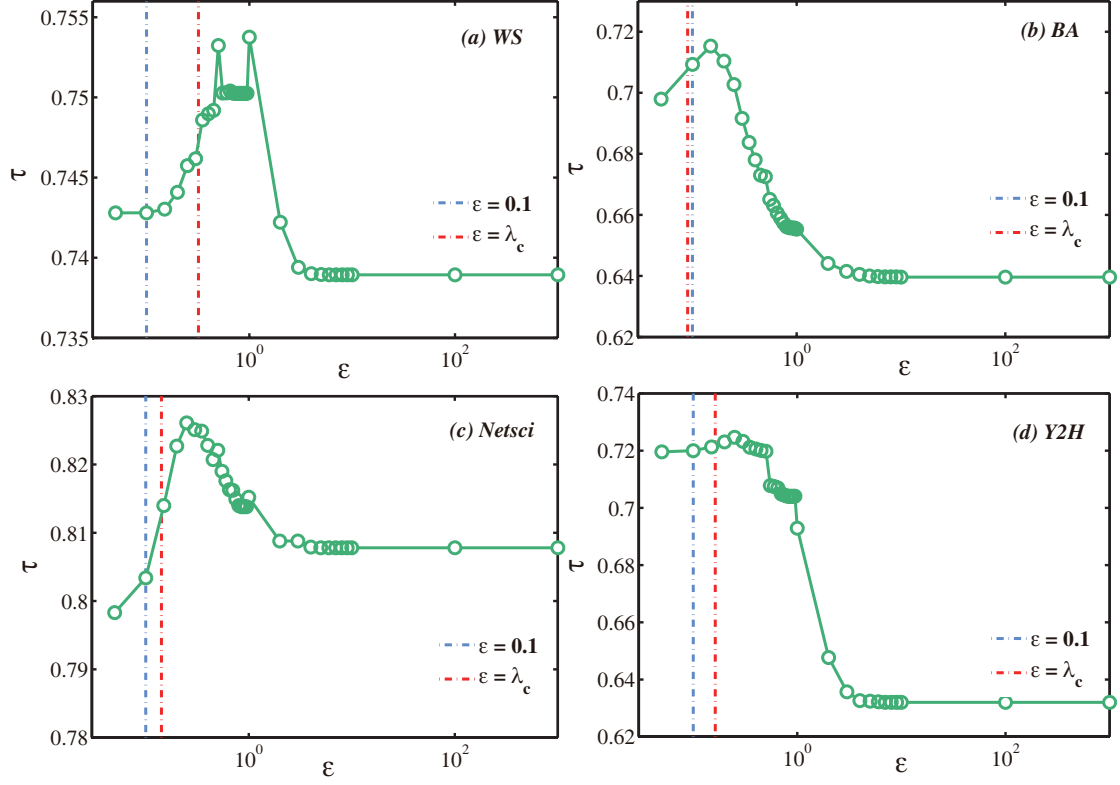 (a) WS
0.755
0.75
0.745
0.74
0.735
τ
ε = 0.1
ε = λc
10^0
10^2
ε
(b) BA
0.72
0.7
0.68
0.66
0.64
0.62
τ
ε = 0.1
ε = λc
10^0
10^2
ε
(c) Netsci
0.83
0.82
0.81
0.8
0.79
0.78
τ
ε = 0.1
ε = λc
10^0
10^2
ε
(d) Y2H
0.74
0.72
0.7
0.68
0.66
0.64
0.62
τ
ε = 0.1
ε = λc
10^0
10^2
ε